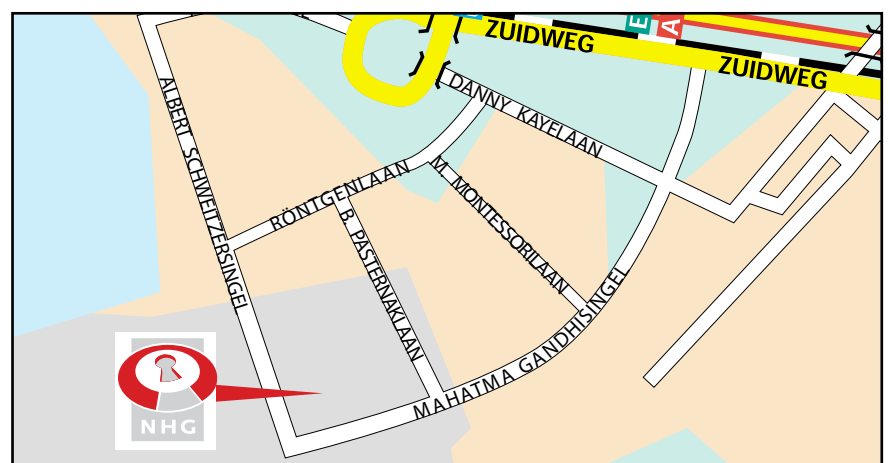 E
A
ZUIDWEG
ZUIDWEG
DANNY KAYELAAN
ALBERT SCHWEITZERSINGEL
RÖNTGENLAAN
M. MONTESSORILAAN
B. PASTERNAKLAAN
MAHATMA GANDHISINGEL
NHG